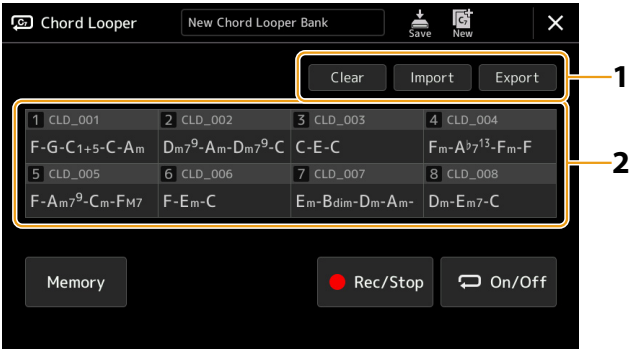 C7 Chord Looper New Chord Looper Bank Save C7 New
Clear Import Export 1
1 CLD_001 2 CLD_002 3 CLD_003 4 CLD_004
F-G-C1+5-C-Am Dm7⁹-Am-Dm7⁹-C C-E-C Fm-A♭7¹³-Fm-F
2
5 CLD_005 6 CLD_006 7 CLD_007 8 CLD_008
F-Am7⁹-Cm-FM7 F-Em-C Em-Bdim-Dm-Am- Dm-Em7-C
Memory Rec/Stop On/Off